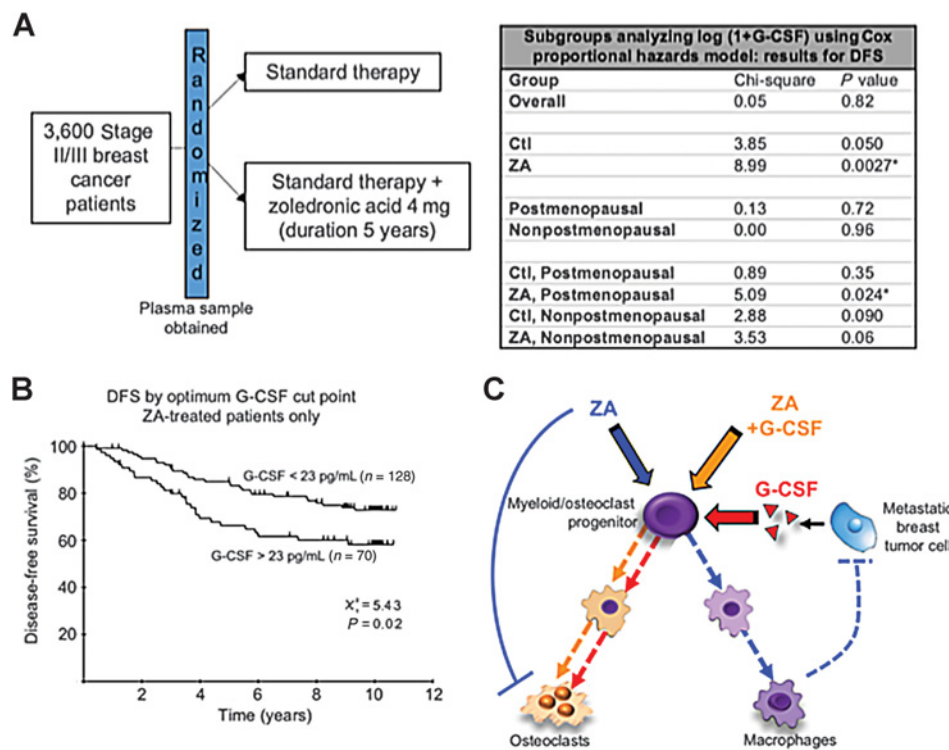 A
3,600 Stage
II/III breast
cancer
patients
Randomized
Plasma sample
obtained
Standard therapy
Standard therapy +
zoledronic acid 4 mg
(duration 5 years)
Subgroups analyzing log (1+G-CSF) using Cox
proportional hazards model: results for DFS
Group Chi-square P value
Overall 0.05 0.82
Ctl 3.85 0.050
ZA 8.99 0.0027*
Postmenopausal 0.13 0.72
Nonpostmenopausal 0.00 0.96
Ctl, Postmenopausal 0.89 0.35
ZA, Postmenopausal 5.09 0.024*
Ctl, Nonpostmenopausal 2.88 0.090
ZA, Nonpostmenopausal 3.53 0.06
B
DFS by optimum G-CSF cut point
ZA-treated patients only
Disease-free survival (%)
100
80
60
40
20
G-CSF < 23 pg/mL (n = 128)
G-CSF > 23 pg/mL (n = 70)
= 5.43
P = 0.02
2 4 6 8 10 12
Time (years)
C
ZA
ZA
+G-CSF
G-CSF
Myeloid/osteoclast
progenitor
Metastatic
breast
tumor cell
Osteoclasts
Macrophages